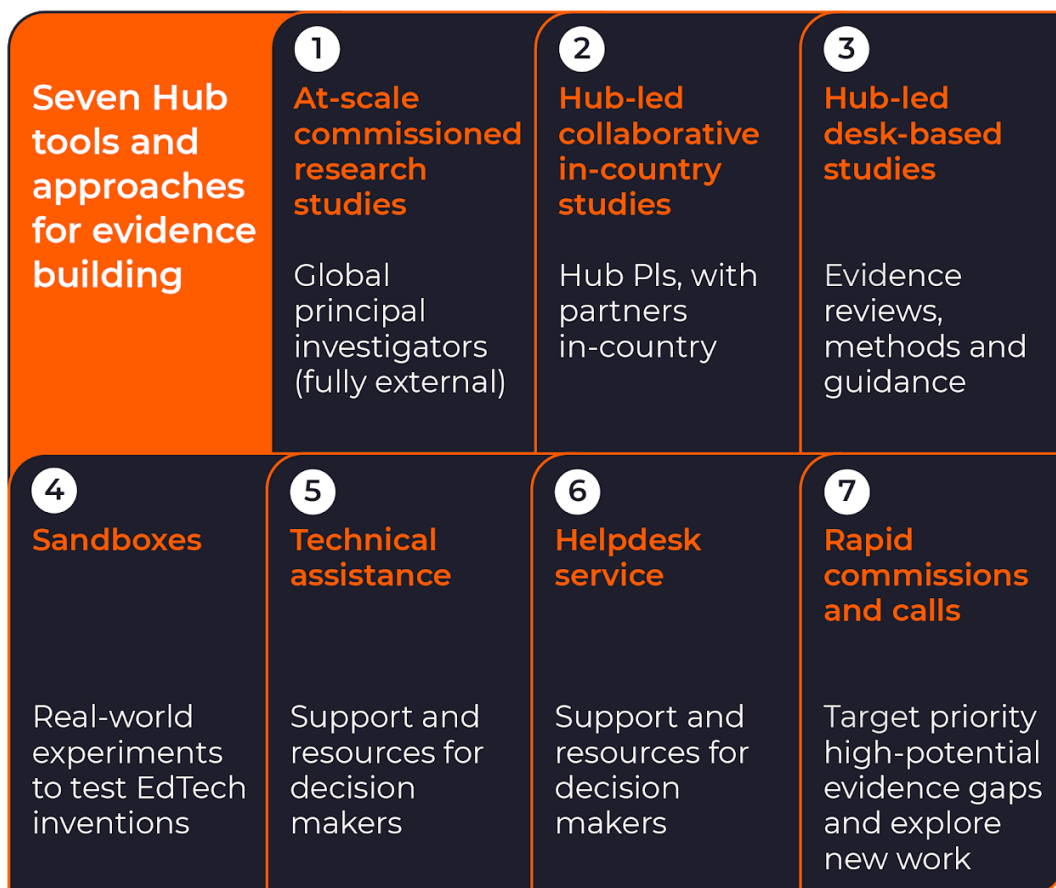 Seven Hub
tools and
approaches
for evidence
building
1
At-scale
commissioned
research
studies
Global
principal
investigators
(fully external)
2
Hub-led
collaborative
in-country
studies
Hub PIs, with
partners
in-country
3
Hub-led
desk-based
studies
Evidence
reviews,
methods and
guidance
4
Sandboxes
Real-world
experiments
to test EdTech
inventions
5
Technical
assistance
Support and
resources for
decision
makers
6
Helpdesk
service
Support and
resources for
decision
makers
7
Rapid
commissions
and calls
Target priority
high-potential
evidence gaps
and explore
new work